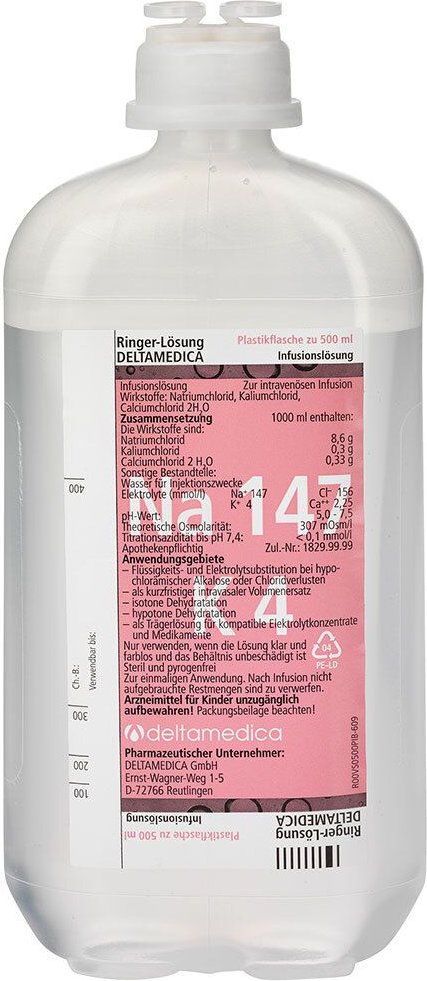 Ringer-Lösung
DELTAMEDICA
Plastikflasche zu 500 ml
Infusionslösung
Infusionslösung Zur intravenösen Infusion
Wirkstoffe: Natriumchlorid, Kaliumchlorid,
Calciumchlorid 2H₂O
Zusammensetzung 1000 ml enthalten:
Die Wirkstoffe sind:
Natriumchlorid 8,6 g
Kaliumchlorid 0,3 g
Calciumchlorid 2 H₂O 0,33 g
Sonstige Bestandteile:
Wasser für Injektionszwecke
Elektrolyte (mmol/l) Na⁺ 147 Cl⁻ 156
K⁺ 4 Ca⁺⁺ 2,25
pH-Wert 5,0 - 7,5
Theoretische Osmolarität: 307 mOsm/l
Titrationsazidität bis pH 7,4: < 0,1 mmol/l
Apothekenpflichtig Zul.-Nr.: 1829.99.99
Na 147
K 4
Anwendungsgebiete
– Flüssigkeits- und Elektrolytsubstitution bei hypo-
chlorämischer Alkalose oder Chloridverlusten
– als kurzfristiger intravasaler Volumenersatz
– isotone Dehydratation
– hypotone Dehydratation
– als Trägerlösung für kompatible Elektrolytkonzentrate
und Medikamente
Nur verwenden, wenn die Lösung klar und
farblos und das Behältnis unbeschädigt ist
Steril und pyrogenfrei
Zur einmaligen Anwendung. Nach Infusion nicht
aufgebrauchte Restmengen sind zu verwerfen.
Arzneimittel für Kinder unzugänglich
aufbewahren! Packungsbeilage beachten!
04
PE-LD
deltamedica
Pharmazeutischer Unternehmer:
DELTAMEDICA GmbH
Ernst-Wagner-Weg 1-5
D-72766 Reutlingen
R00VS0500PIB-609
Ch.-B.:
Verwendbar bis:
400
300
200
100
Ringer-Lösung
DELTAMEDICA
Plastikflasche zu 500 ml
Infusionslösung